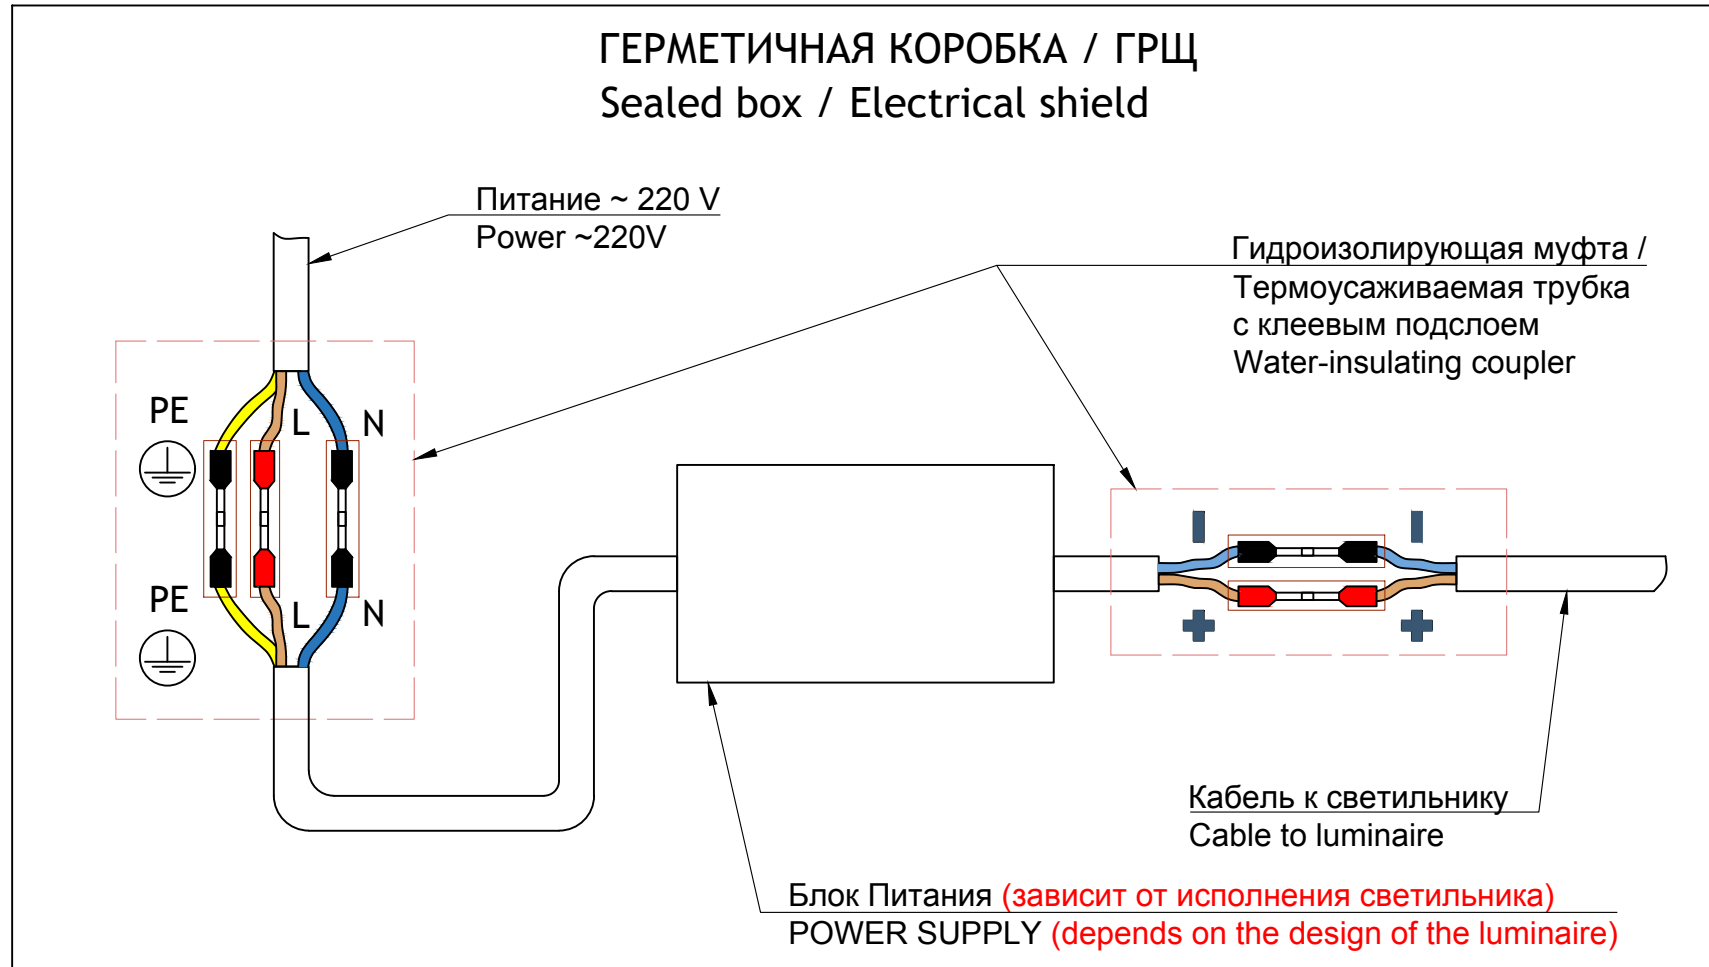 ГЕРМЕТИЧНАЯ КОРОБКА / ГРЩ
Sealed box / Electrical shield
Питание ~ 220 V
Power ~220V
Гидроизолирующая муфта /
Термоусаживаемая трубка
с клеевым подслоем
Water-insulating coupler
PE
L
N
PE
L
N
Кабель к светильнику
Cable to luminaire
Блок Питания (зависит от исполнения светильника)
POWER SUPPLY (depends on the design of the luminaire)